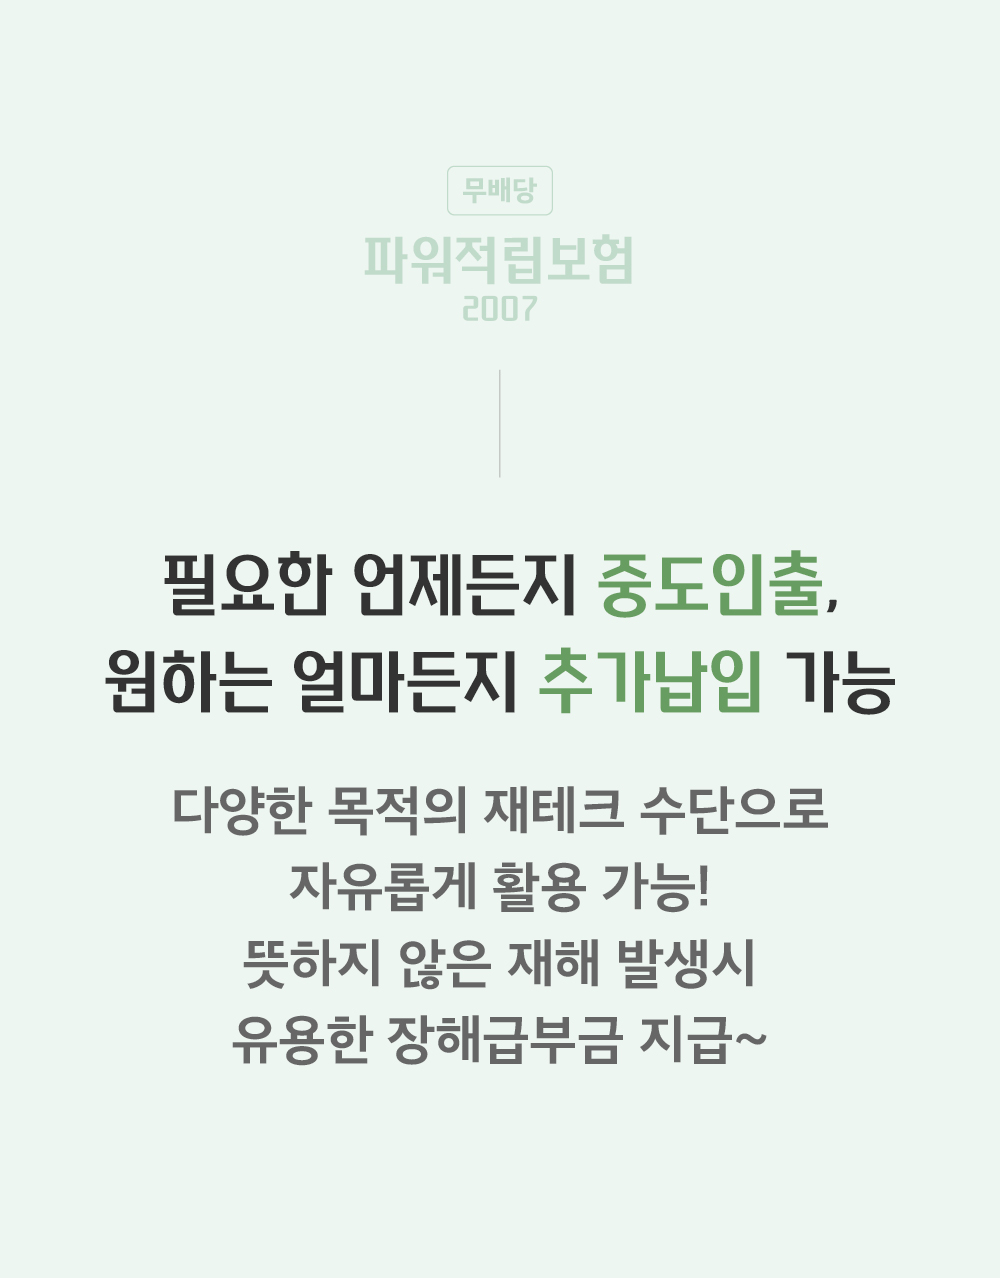 무배당
파워적립보험
2007
필요한 언제든지 중도인출,
원하는 얼마든지 추가납입 가능
다양한 목적의 재테크 수단으로
자유롭게 활용 가능!
뜻하지 않은 재해 발생시
유용한 장해급부금 지급~